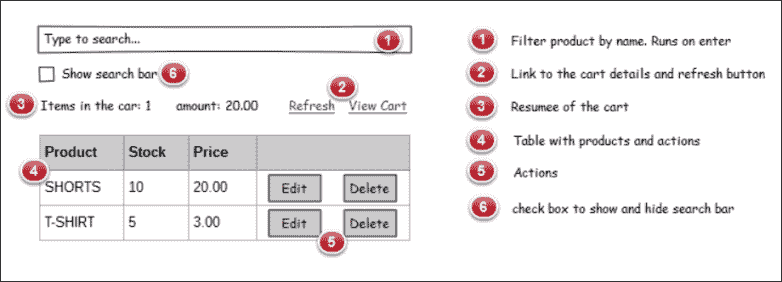 Type to search... 1
Show search bar 6
2
3 Items in the car: 1 amount: 20.00 Refresh View Cart
Product Stock Price
4
SHORTS 10 20.00 Edit Delete
T-SHIRT 5 3.00 Edit Delete
5
1 Filter product by name. Runs on enter
2 Link to the cart details and refresh button
3 Resumee of the cart
4 Table with products and actions
5 Actions
6 check box to show and hide search bar